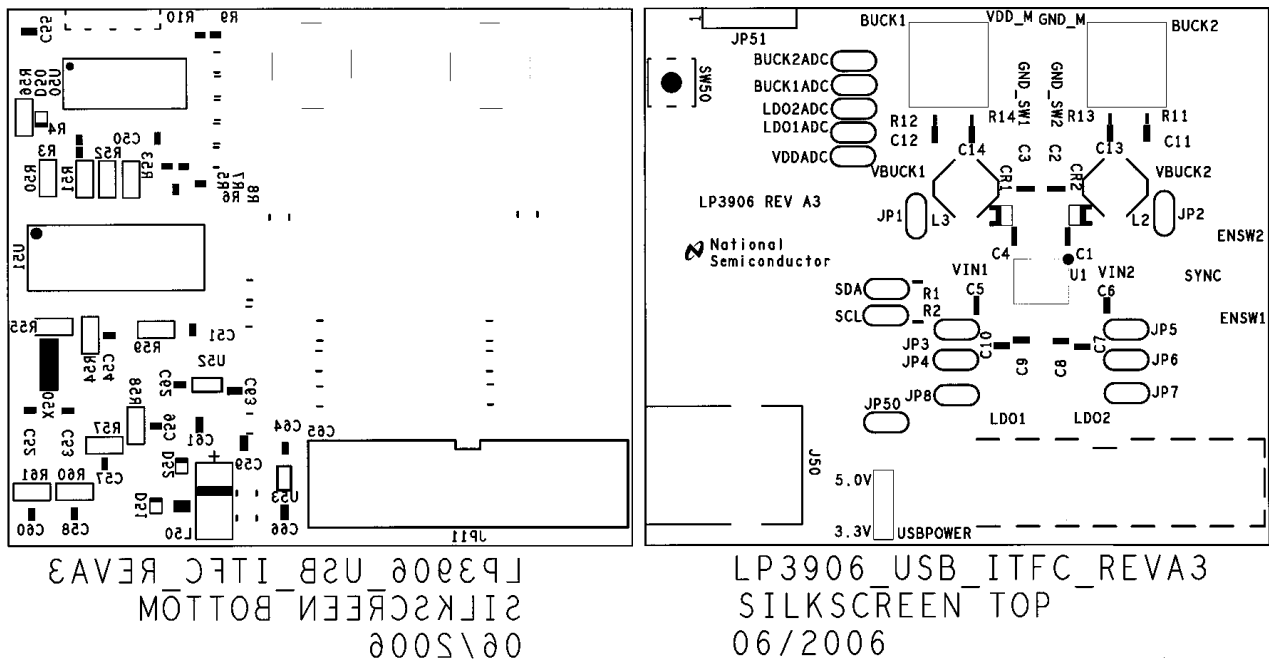 C55
R10
R9
R56
D50
U50
R4
C50
R3
R52
R53
R50
R51
R7
R8
U51
R55
R54
C54
R59
C51
U52
C62
C63
X50
R58
C56
C61
C64
C65
C52
C53
R57
C57
D52
C59
+
R61
R60
D51
U53
C60
C58
L50
C66
JP11
LP3906_USB_ITFC_REVA3
SILKSCREEN_BOTTOM
06/2006
1
JP51
BUCK1
VDD_M
GND_M
BUCK2
SW50
BUCK2ADC
BUCK1ADC
LDO2ADC
LDO1ADC
VDDADC
GND_SW1
GND_SW2
R12
R14
R13
R11
C12
C14
C3
C2
C13
C11
VBUCK1
CR1
CR2
VBUCK2
LP3906 REV A3
JP1
L3
L2
JP2
National
Semiconductor
C4
C1
ENSW2
VIN1
U1
VIN2
SYNC
SDA
R1
C5
C6
SCL
R2
ENSW1
JP3
C10
C9
C8
C7
JP5
JP4
JP6
JP8
JP7
JP50
LDO1
LDO2
J50
5.0V
3.3V
USBPOWER
LP3906_USB_ITFC_REVA3
SILKSCREEN_TOP
06/2006